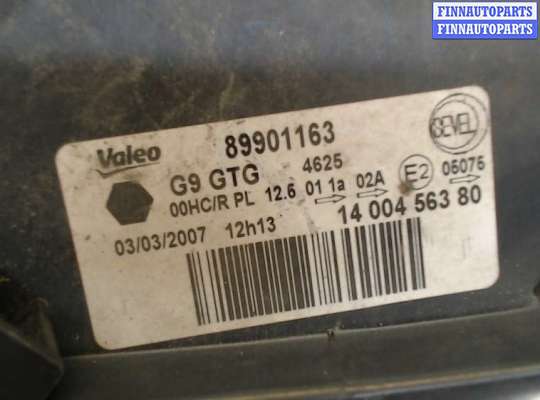 FINNAUTOPARTS
FINNAUTOPARTS
Valeo 89901163
SEVEL
G9 GTG 4625
00HC/R PL 12.5 01 1a 02A E2 05075
03/03/2007 12h13 14 004 563 80